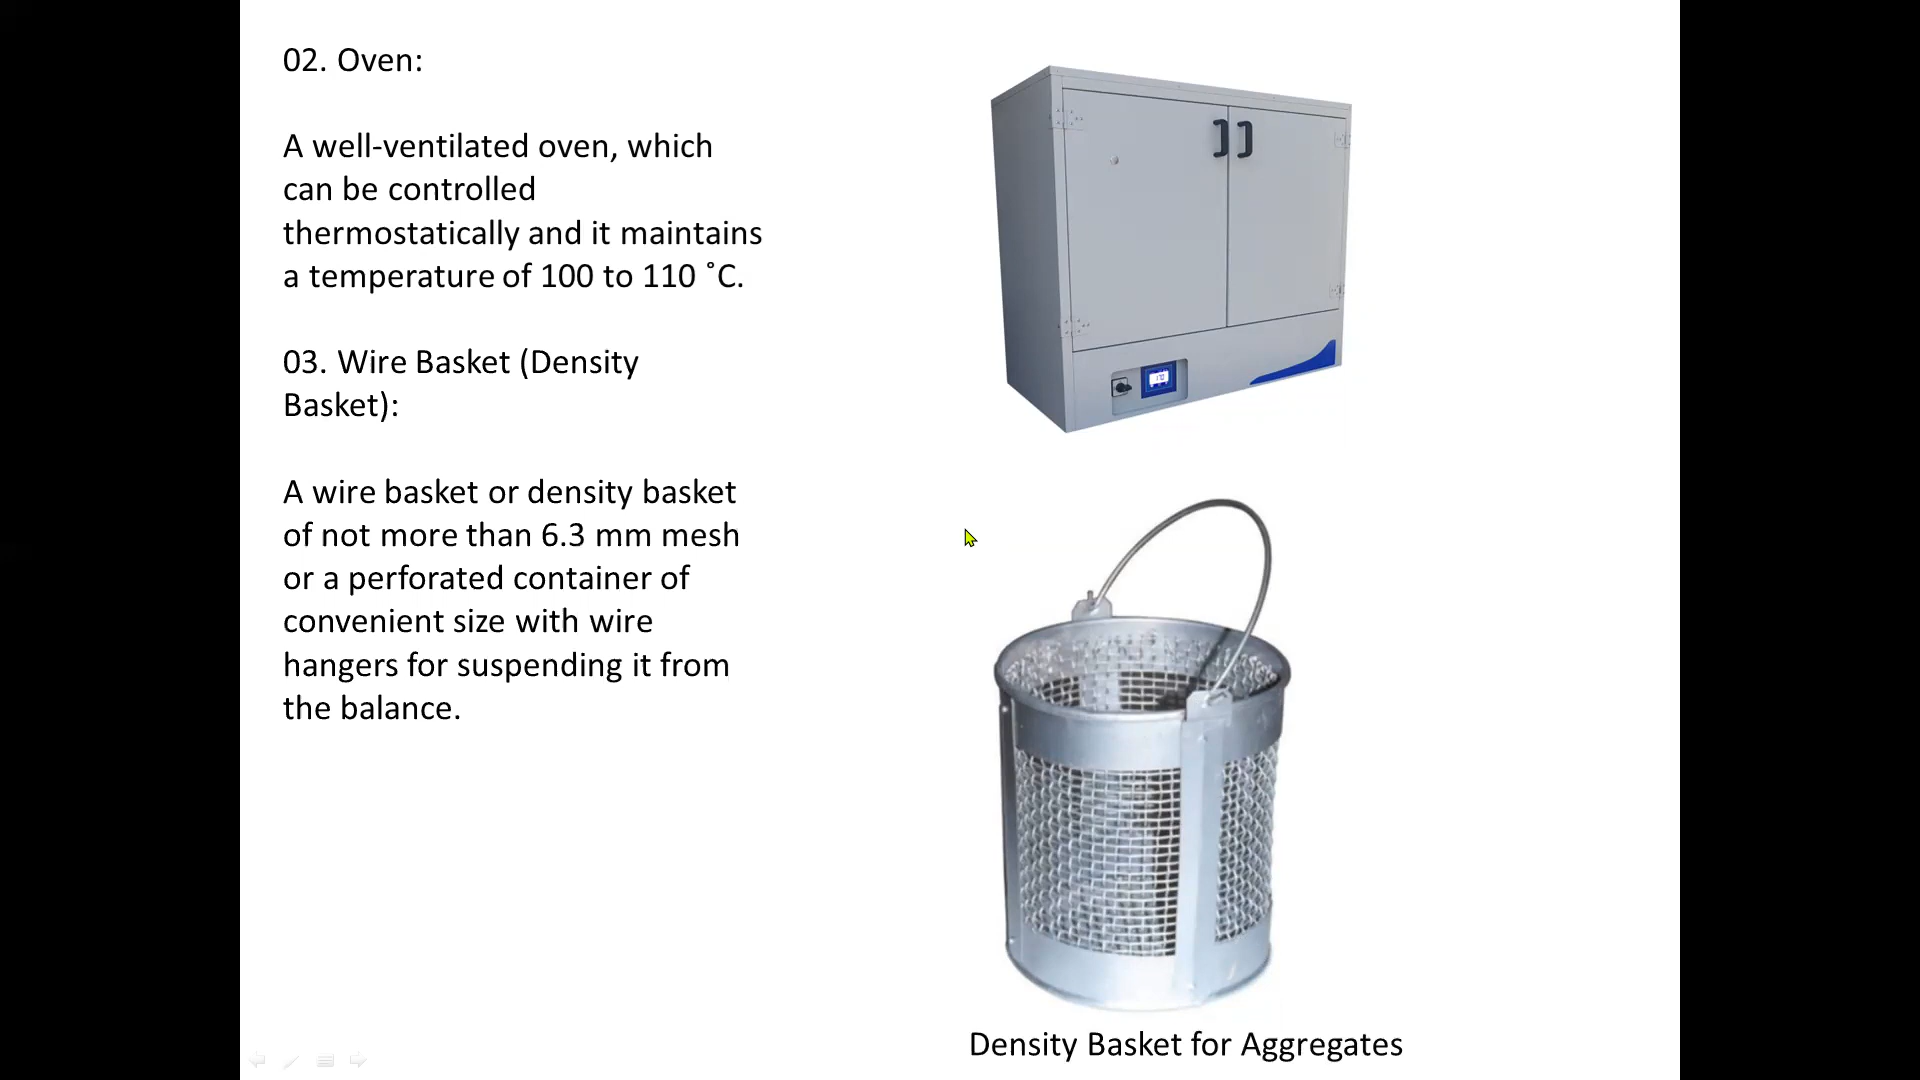 02. Oven:
A well-ventilated oven, which
can be controlled
thermostatically and it maintains
a temperature of 100 to 110 ˚C.
03. Wire Basket (Density
Basket):
A wire basket or density basket
of not more than 6.3 mm mesh
or a perforated container of
convenient size with wire
hangers for suspending it from
the balance.
Density Basket for Aggregates